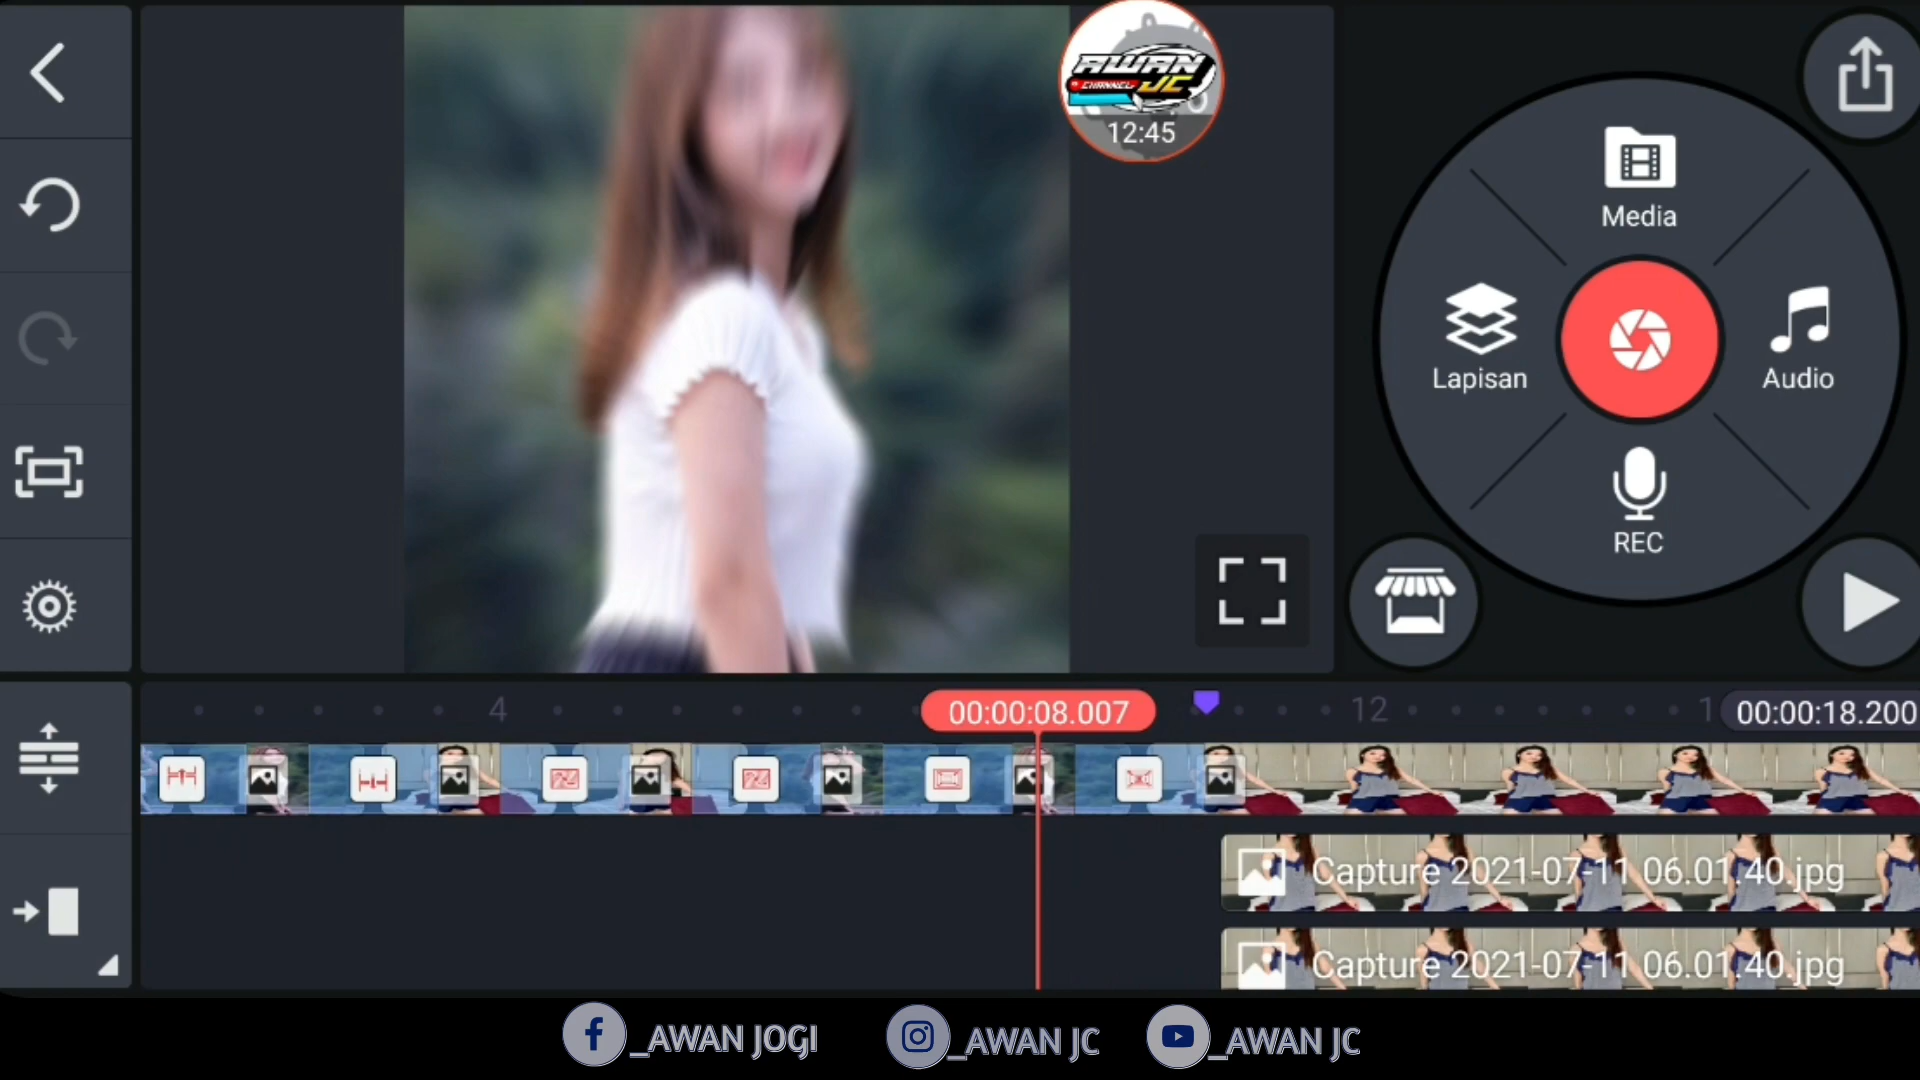 AWAN
CHANNEL JC
12:45
Media
Lapisan
Audio
REC
4
00:00:08.007
12
1
00:00:18.200
Capture 2021-07-11 06.01.40.jpg
Capture 2021-07-11 06.01.40.jpg
_AWAN JOGI
_AWAN JC
_AWAN JC